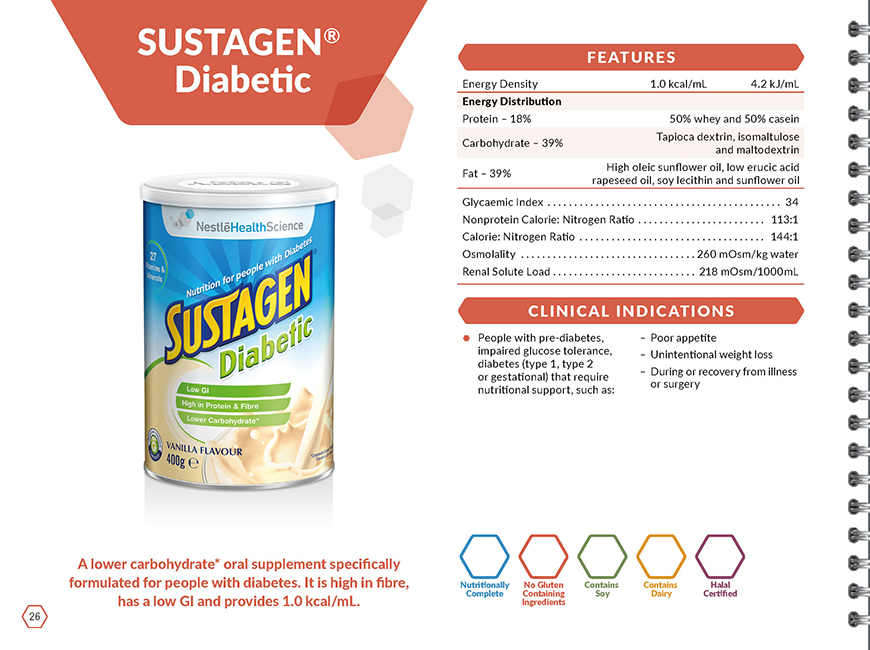 SUSTAGEN®
Diabetic
NestléHealthScience
27
Vitamins &
Minerals
Nutrition for people with Diabetes
SUSTAGEN®
Diabetic
Low GI
High in Protein & Fibre
Lower Carbohydrate*
VANILLA FLAVOUR
400g ℮
A lower carbohydrate* oral supplement specifically
formulated for people with diabetes. It is high in fibre,
has a low GI and provides 1.0 kcal/mL.
26
FEATURES
Energy Density 1.0 kcal/mL 4.2 kJ/mL
Energy Distribution
Protein – 18% 50% whey and 50% casein
Carbohydrate – 39% Tapioca dextrin, isomaltulose
and maltodextrin
Fat – 39% High oleic sunflower oil, low erucic acid
rapeseed oil, soy lecithin and sunflower oil
Glycaemic Index . . . . . . . . . . . . . . . . . . . . 34
Nonprotein Calorie: Nitrogen Ratio . . . . . . . . . . 113:1
Calorie: Nitrogen Ratio . . . . . . . . . . . . . . . 144:1
Osmolality . . . . . . . . . . . . . . . 260 mOsm/kg water
Renal Solute Load . . . . . . . . . . . . 218 mOsm/1000mL
CLINICAL INDICATIONS
People with pre-diabetes,
impaired glucose tolerance,
diabetes (type 1, type 2
or gestational) that require
nutritional support, such as:
– Poor appetite
– Unintentional weight loss
– During or recovery from illness
or surgery
Nutritionally
Complete
No Gluten
Containing
Ingredients
Contains
Soy
Contains
Dairy
Halal
Certified